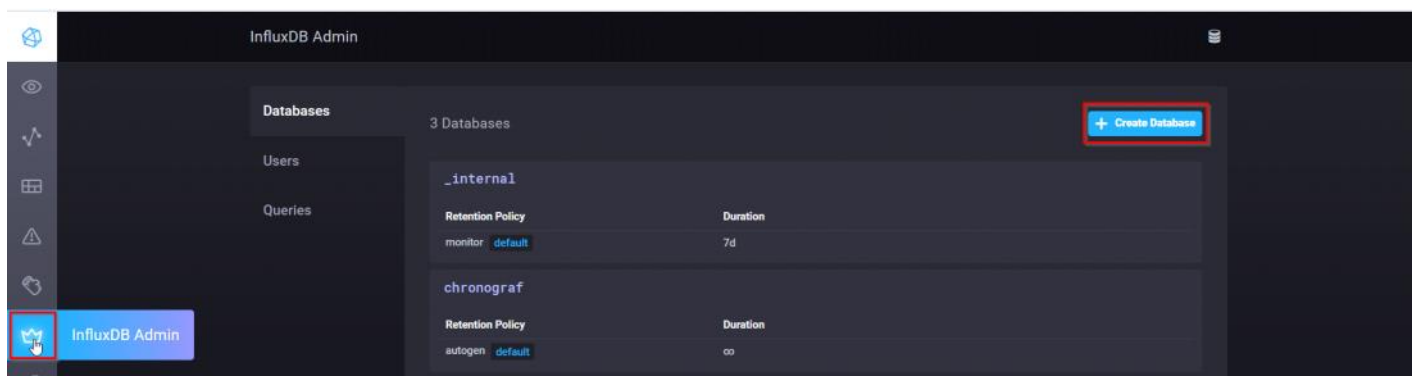 InfluxDB Admin
Databases
3 Databases
+ Create Database
Users
_internal
Queries
Retention Policy Duration
monitor default 7d
chronograf
Retention Policy Duration
InfluxDB Admin
autogen default ∞